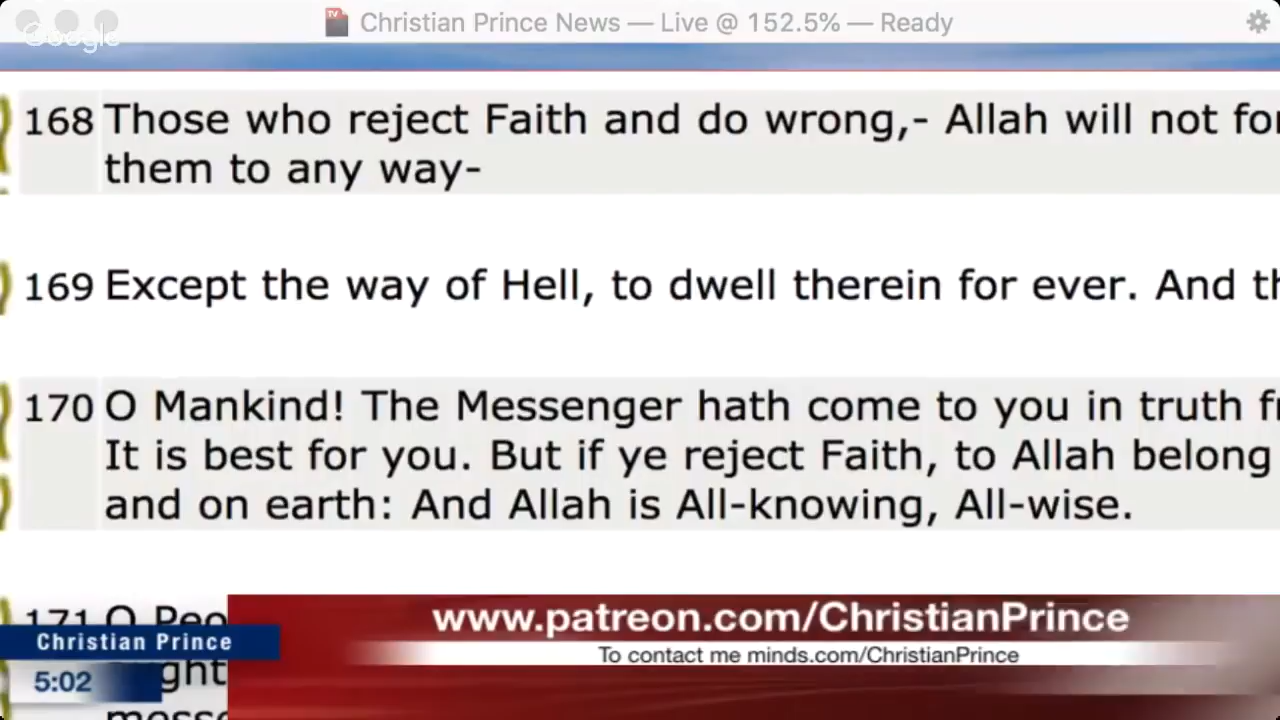 Christian Prince News — Live @ 152.5% — Ready
Google
168 Those who reject Faith and do wrong,- Allah will not
them to any way-
169 Except the way of Hell, to dwell therein for ever. And
170 O Mankind! The Messenger hath come to you in truth
It is best for you. But if ye reject Faith, to Allah belong
and on earth: And Allah is All-knowing, All-wise.
171 O
www.patreon.com/ChristianPrince
Christian Prince
To contact me minds.com/ChristianPrince
5:02